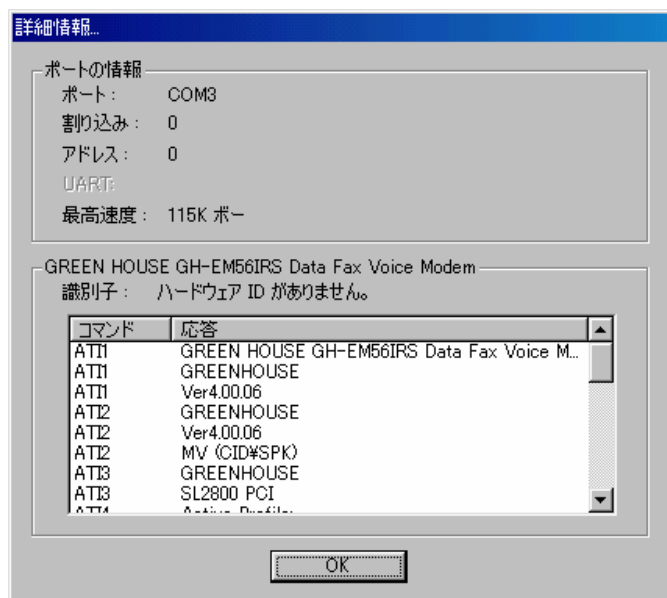 詳細情報...
ポートの情報
ポート： COM3
割り込み： 0
アドレス： 0
UART:
最高速度： 115K ボー
GREEN HOUSE GH-EM56IRS Data Fax Voice Modem
識別子： ハードウェア ID がありません。
コマンド 応答
ATI1 GREEN HOUSE GH-EM56IRS Data Fax Voice M...
ATI1 GREENHOUSE
ATI1 Ver4.00.06
ATI2 GREENHOUSE
ATI2 Ver4.00.06
ATI2 MV (CID¥SPK)
ATI3 GREENHOUSE
ATI3 SL2800 PCI
ATI4 Active Profile:
OK